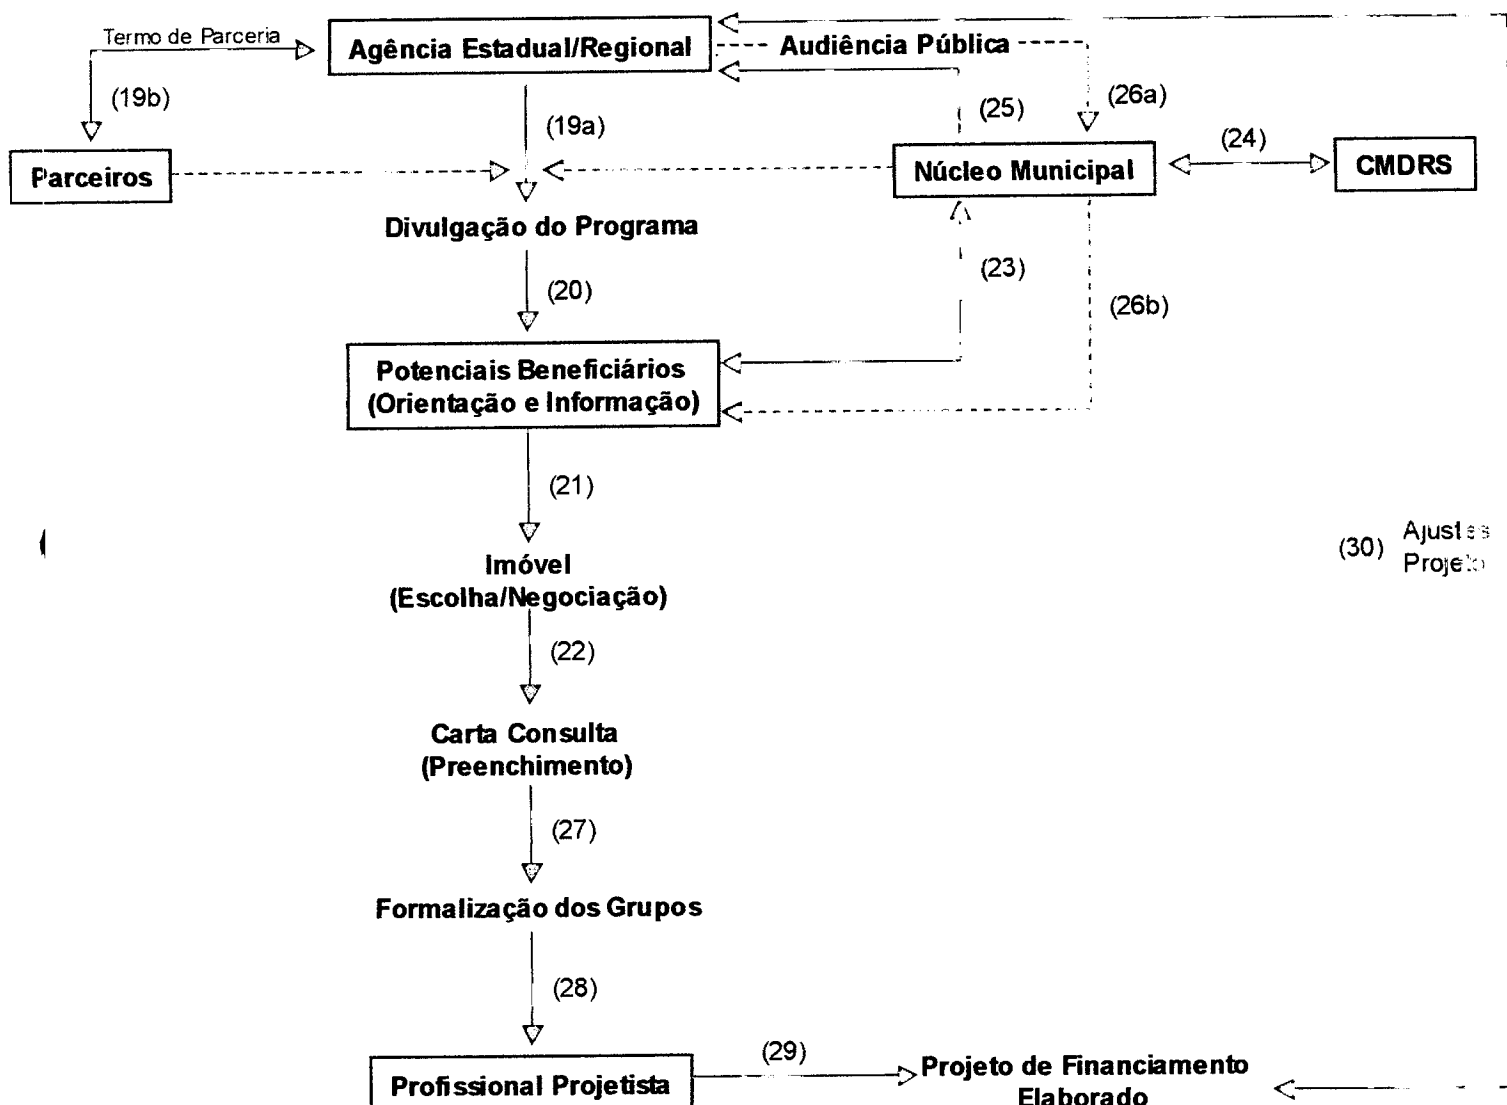 Termo de Parceria
Agência Estadual/Regional
Audiência Pública
(19b)
(19a)
(25)
(26a)
(24)
Parceiros
Núcleo Municipal
CMDRS
Divulgação do Programa
(20)
(23)
(26b)
Potenciais Beneficiários
(Orientação e Informação)
(21)
Imóvel
(Escolha/Negociação)
(30)
Ajustes
Projeto
(22)
Carta Consulta
(Preenchimento)
(27)
Formalização dos Grupos
(28)
Profissional Projetista
(29)
Projeto de Financiamento
Elaborado